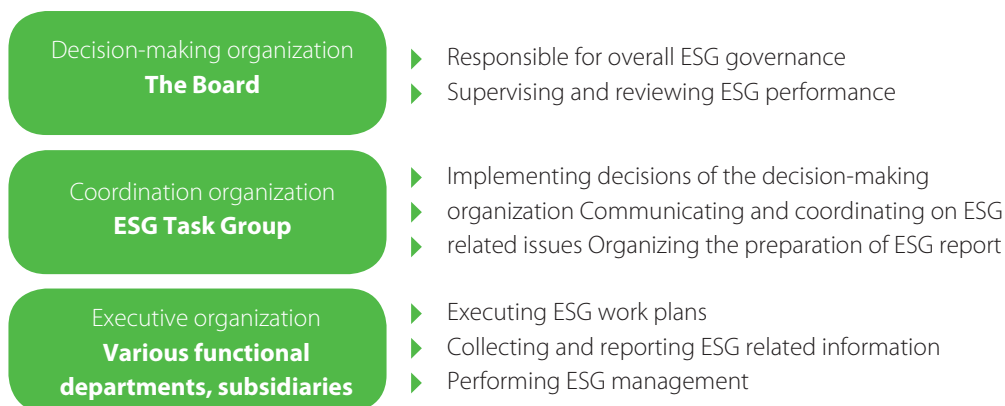 Decision-making organization
The Board
Responsible for overall ESG governance
Supervising and reviewing ESG performance
Coordination organization
ESG Task Group
Implementing decisions of the decision-making
organization Communicating and coordinating on ESG
related issues Organizing the preparation of ESG report
Executive organization
Various functional
departments, subsidiaries
Executing ESG work plans
Collecting and reporting ESG related information
Performing ESG management